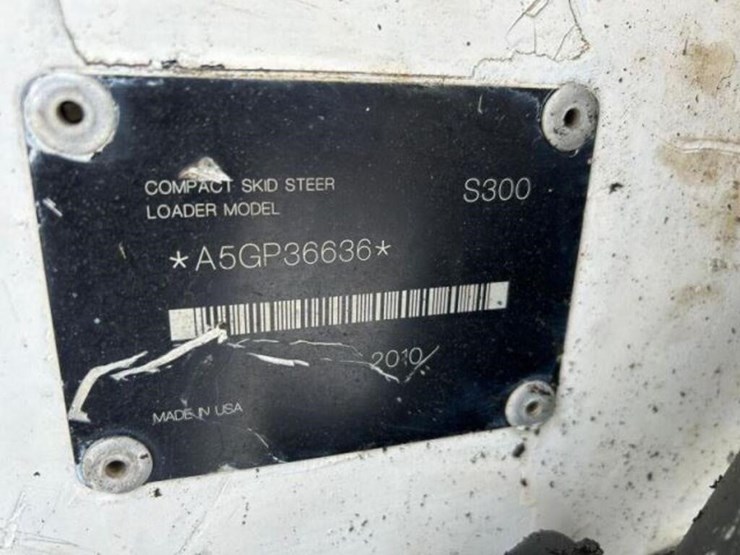 COMPACT SKID STEER
LOADER MODEL S300
*A5GP36636*
2010
MADE IN USA